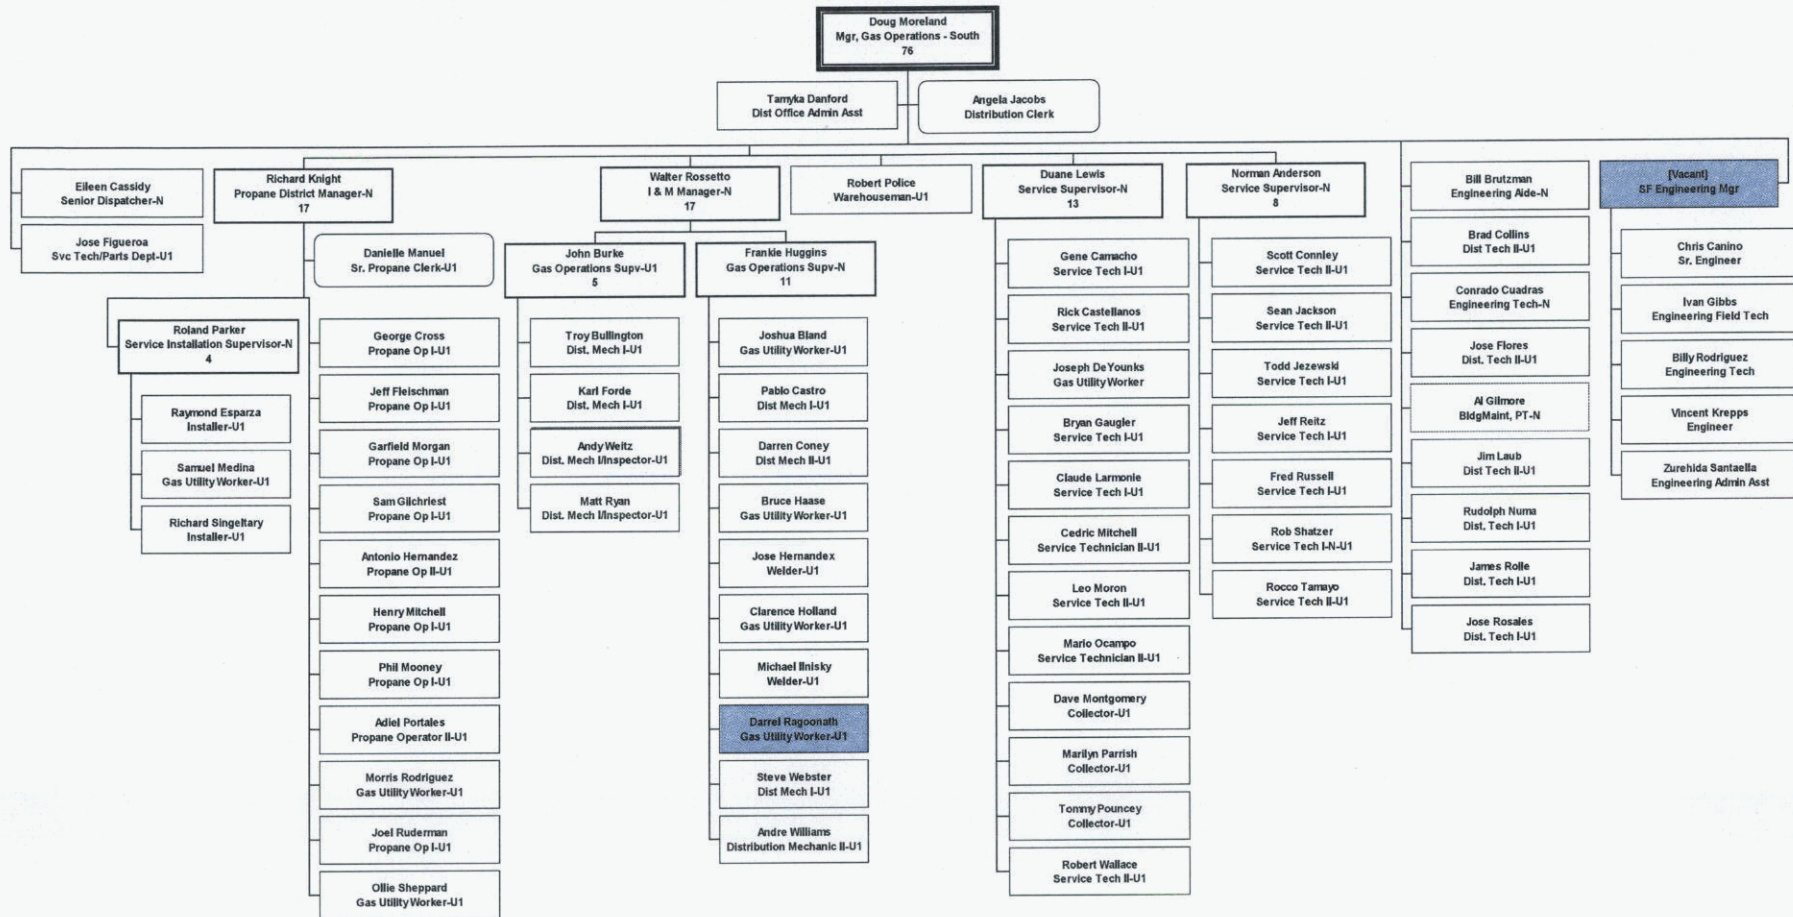 Doug Moreland
Mgr, Gas Operations - South
76
Tamyka Danford
Dist Office Admin Asst
Angela Jacobs
Distribution Clerk
Eileen Cassidy
Senior Dispatcher-N
Jose Figueroa
Svc Tech/Parts Dept-U1
Richard Knight
Propane District Manager-N
17
Danielle Manuel
Sr. Propane Clerk-U1
Roland Parker
Service Installation Supervisor-N
4
Raymond Esparza
Installer-U1
Samuel Medina
Gas Utility Worker-U1
Richard Singeltary
Installer-U1
George Cross
Propane Op I-U1
Jeff Fleischman
Propane Op I-U1
Garfield Morgan
Propane Op I-U1
Sam Gilchriest
Propane Op I-U1
Antonio Hernandez
Propane Op II-U1
Henry Mitchell
Propane Op I-U1
Phil Mooney
Propane Op I-U1
Adiel Portales
Propane Operator II-U1
Morris Rodriguez
Gas Utility Worker-U1
Joel Ruderman
Propane Op I-U1
Ollie Sheppard
Gas Utility Worker-U1
Walter Rossetto
I & M Manager-N
17
John Burke
Gas Operations Supv-U1
5
Troy Bullington
Dist. Mech I-U1
Karl Forde
Dist. Mech I-U1
Andy Weitz
Dist. Mech I/Inspector-U1
Matt Ryan
Dist. Mech I/Inspector-U1
Frankie Huggins
Gas Operations Supv-N
11
Joshua Bland
Gas Utility Worker-U1
Pablo Castro
Dist Mech I-U1
Darren Coney
Dist Mech II-U1
Bruce Haase
Gas Utility Worker-U1
Jose Hernandex
Welder-U1
Clarence Holland
Gas Utility Worker-U1
Michael Ilnisky
Welder-U1
Darrel Ragoonath
Gas Utility Worker-U1
Steve Webster
Dist Mech I-U1
Andre Williams
Distribution Mechanic II-U1
Robert Police
Warehouseman-U1
Duane Lewis
Service Supervisor-N
13
Gene Camacho
Service Tech I-U1
Rick Castellanos
Service Tech II-U1
Joseph DeYounks
Gas Utility Worker
Bryan Gaugler
Service Tech I-U1
Claude Larmonie
Service Tech I-U1
Cedric Mitchell
Service Technician II-U1
Leo Moron
Service Tech II-U1
Mario Ocampo
Service Technician II-U1
Dave Montgomery
Collector-U1
Marilyn Parrish
Collector-U1
Tommy Pouncey
Collector-U1
Robert Wallace
Service Tech II-U1
Norman Anderson
Service Supervisor-N
8
Scott Connley
Service Tech II-U1
Sean Jackson
Service Tech II-U1
Todd Jezewski
Service Tech I-U1
Jeff Reitz
Service Tech I-U1
Fred Russell
Service Tech I-U1
Rob Shatzer
Service Tech I-N-U1
Rocco Tamayo
Service Tech II-U1
Bill Brutzman
Engineering Aide-N
Brad Collins
Dist Tech II-U1
Conrado Cuadras
Engineering Tech-N
Jose Flores
Dist. Tech II-U1
Al Gilmore
BldgMaint, PT-N
Jim Laub
Dist Tech II-U1
Rudolph Numa
Dist. Tech I-U1
James Rolle
Dist. Tech I-U1
Jose Rosales
Dist. Tech I-U1
[Vacant]
SF Engineering Mgr
Chris Canino
Sr. Engineer
Ivan Gibbs
Engineering Field Tech
Billy Rodriguez
Engineering Tech
Vincent Krepps
Engineer
Zurehida Santaella
Engineering Admin Asst